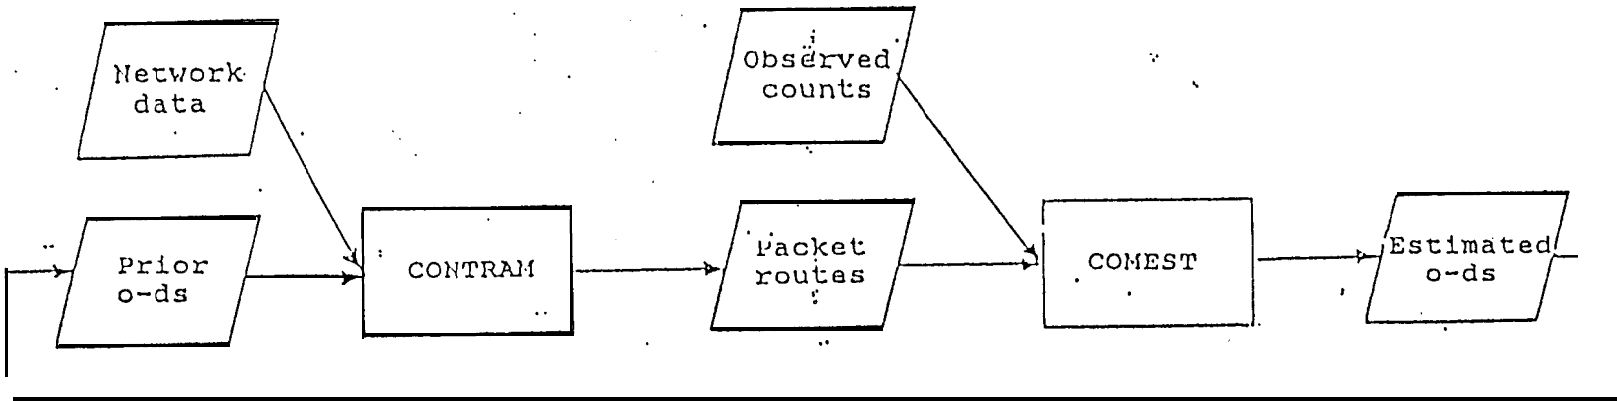 Network
data
Observed
counts
Prior
o-ds
CONTRAM
Packet
routes
COMEST
Estimated
o-ds